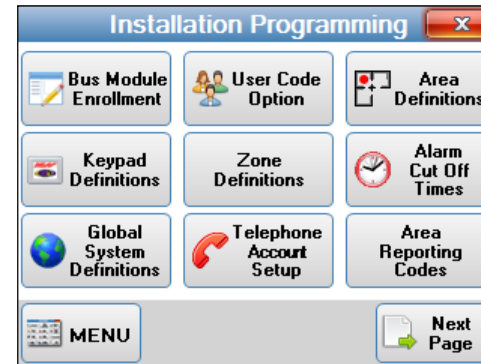 Installation Programming
x
Bus Module
Enrollment
User Code
Option
Area
Definitions
Keypad
Definitions
Zone
Definitions
Alarm
Cut Off
Times
Global
System
Definitions
Telephone
Account
Setup
Area
Reporting
Codes
MENU
Next
Page